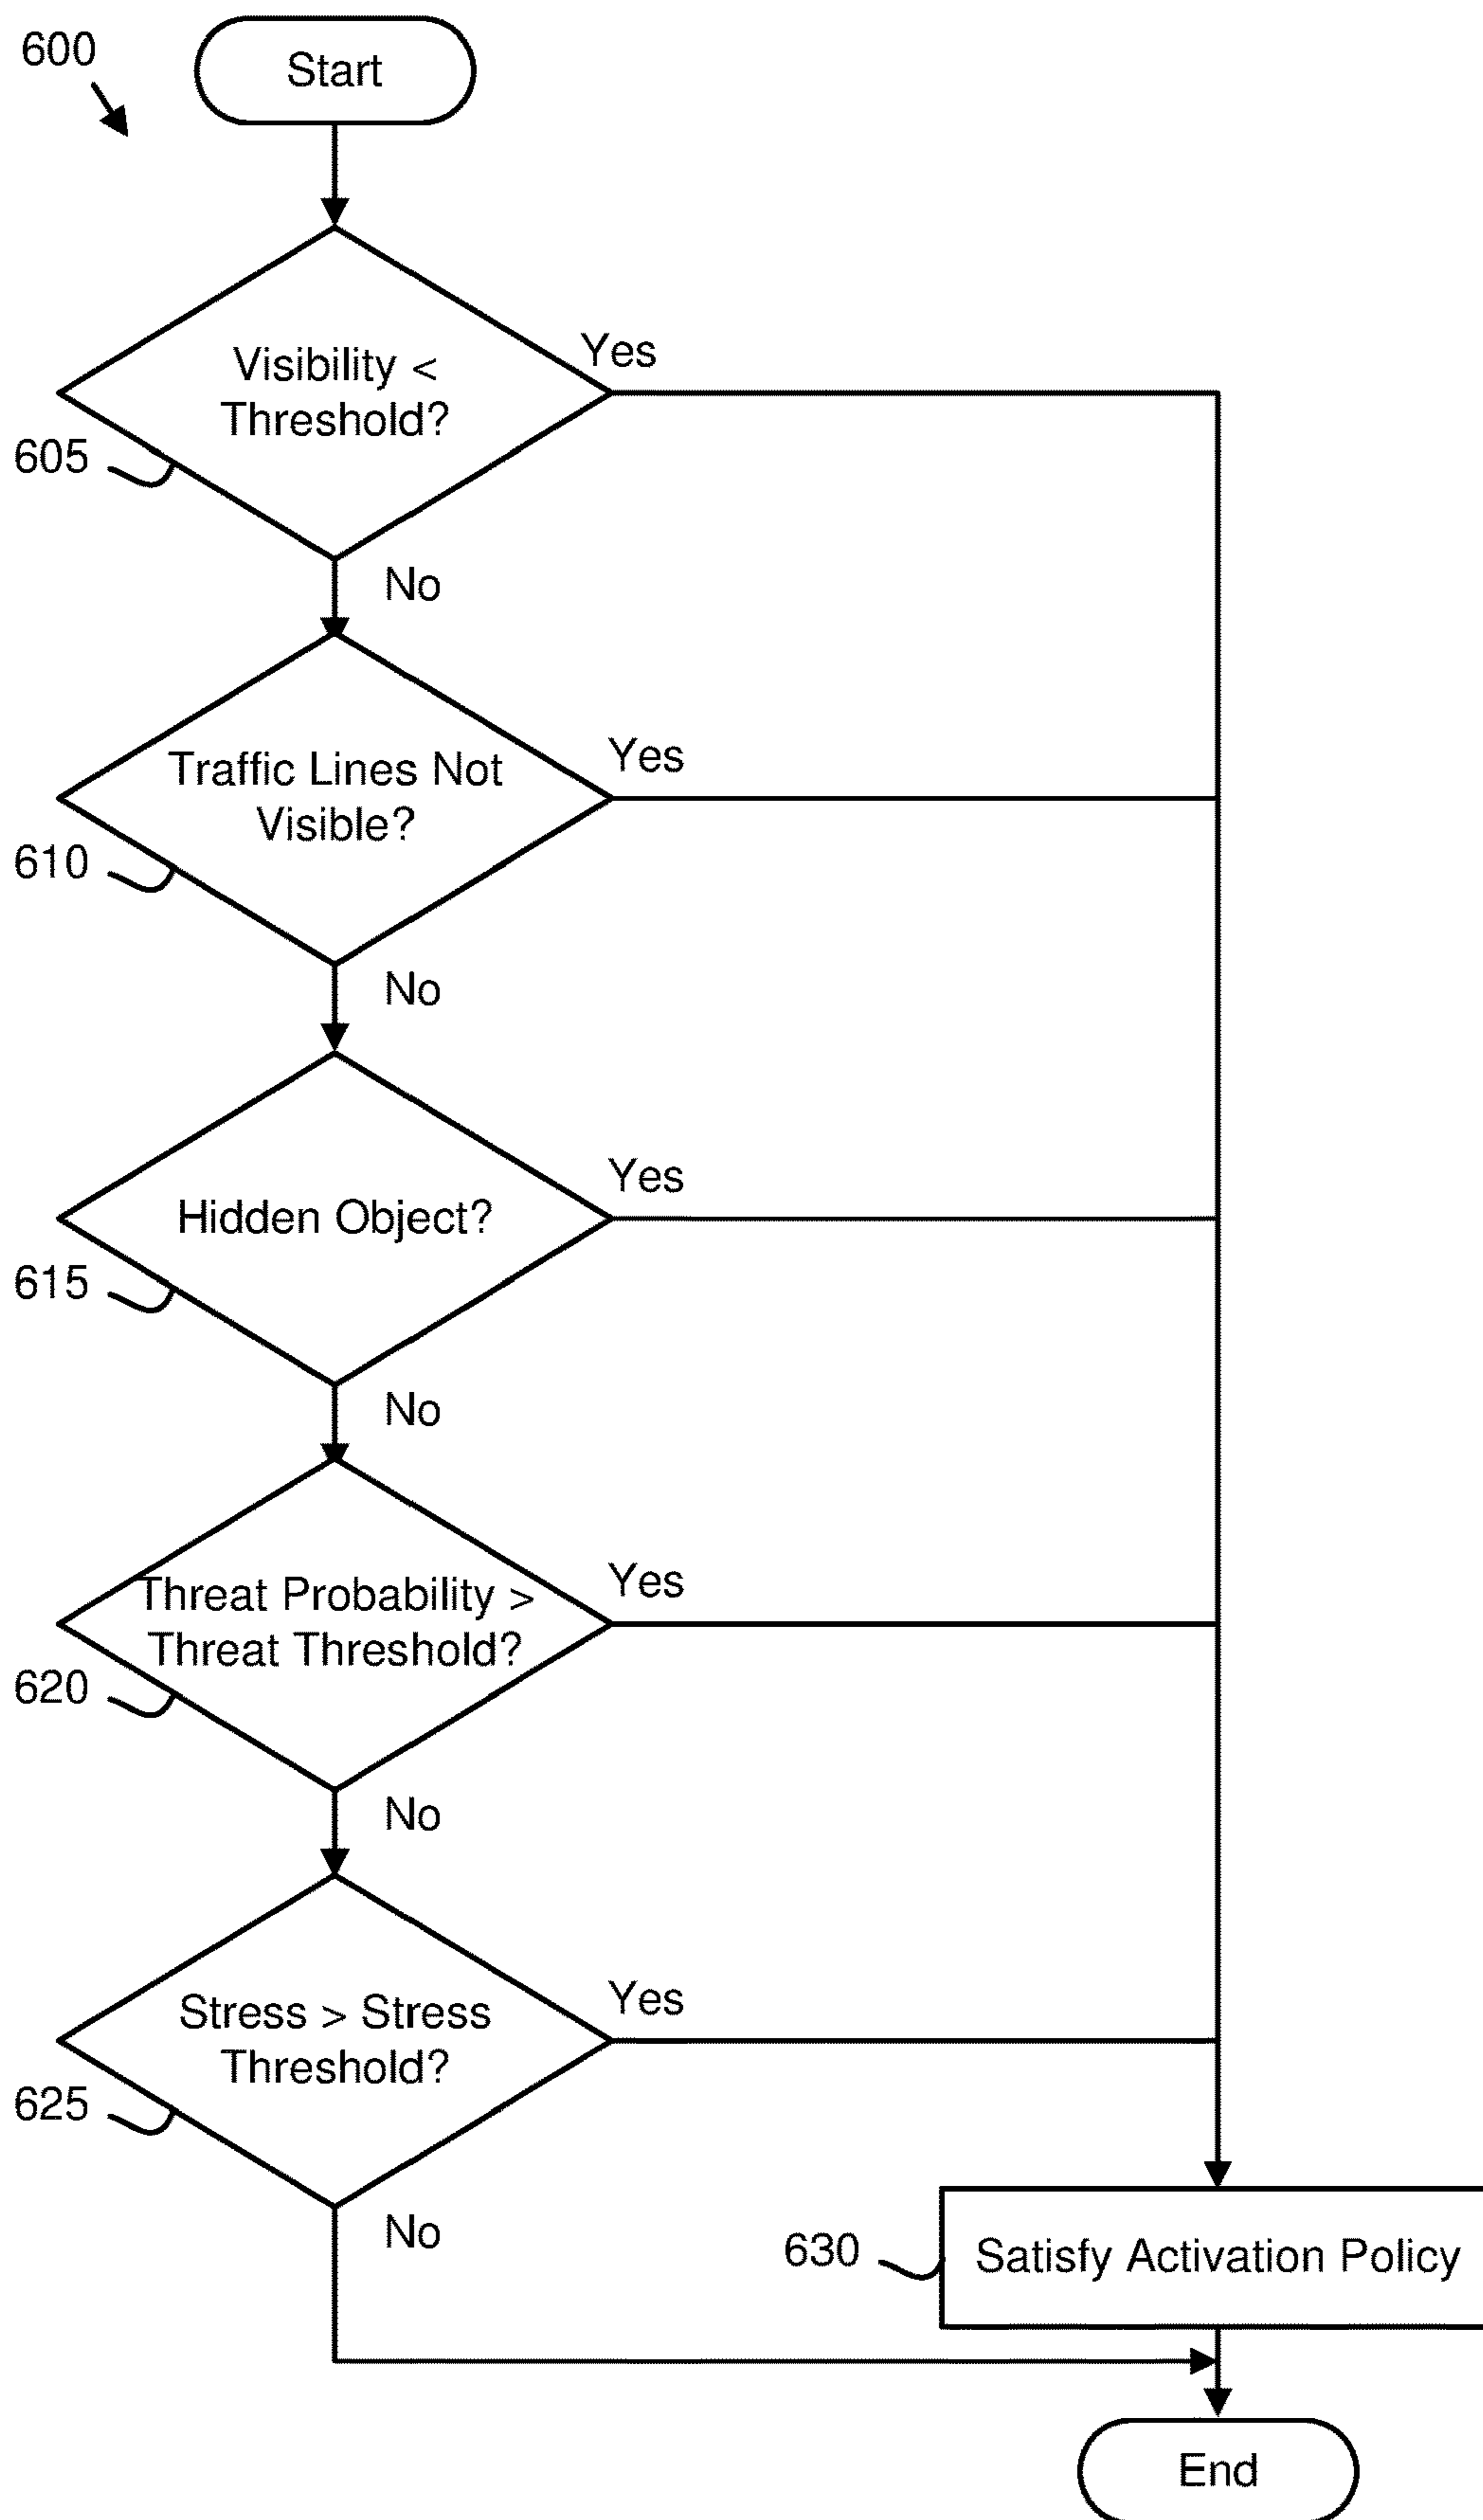 600
Start
Visibility <
Threshold?
Yes
605
No
Traffic Lines Not
Visible?
Yes
610
No
Hidden Object?
Yes
615
No
Threat Probability >
Threat Threshold?
Yes
620
No
Stress > Stress
Threshold?
Yes
625
No
630
Satisfy Activation Policy
End